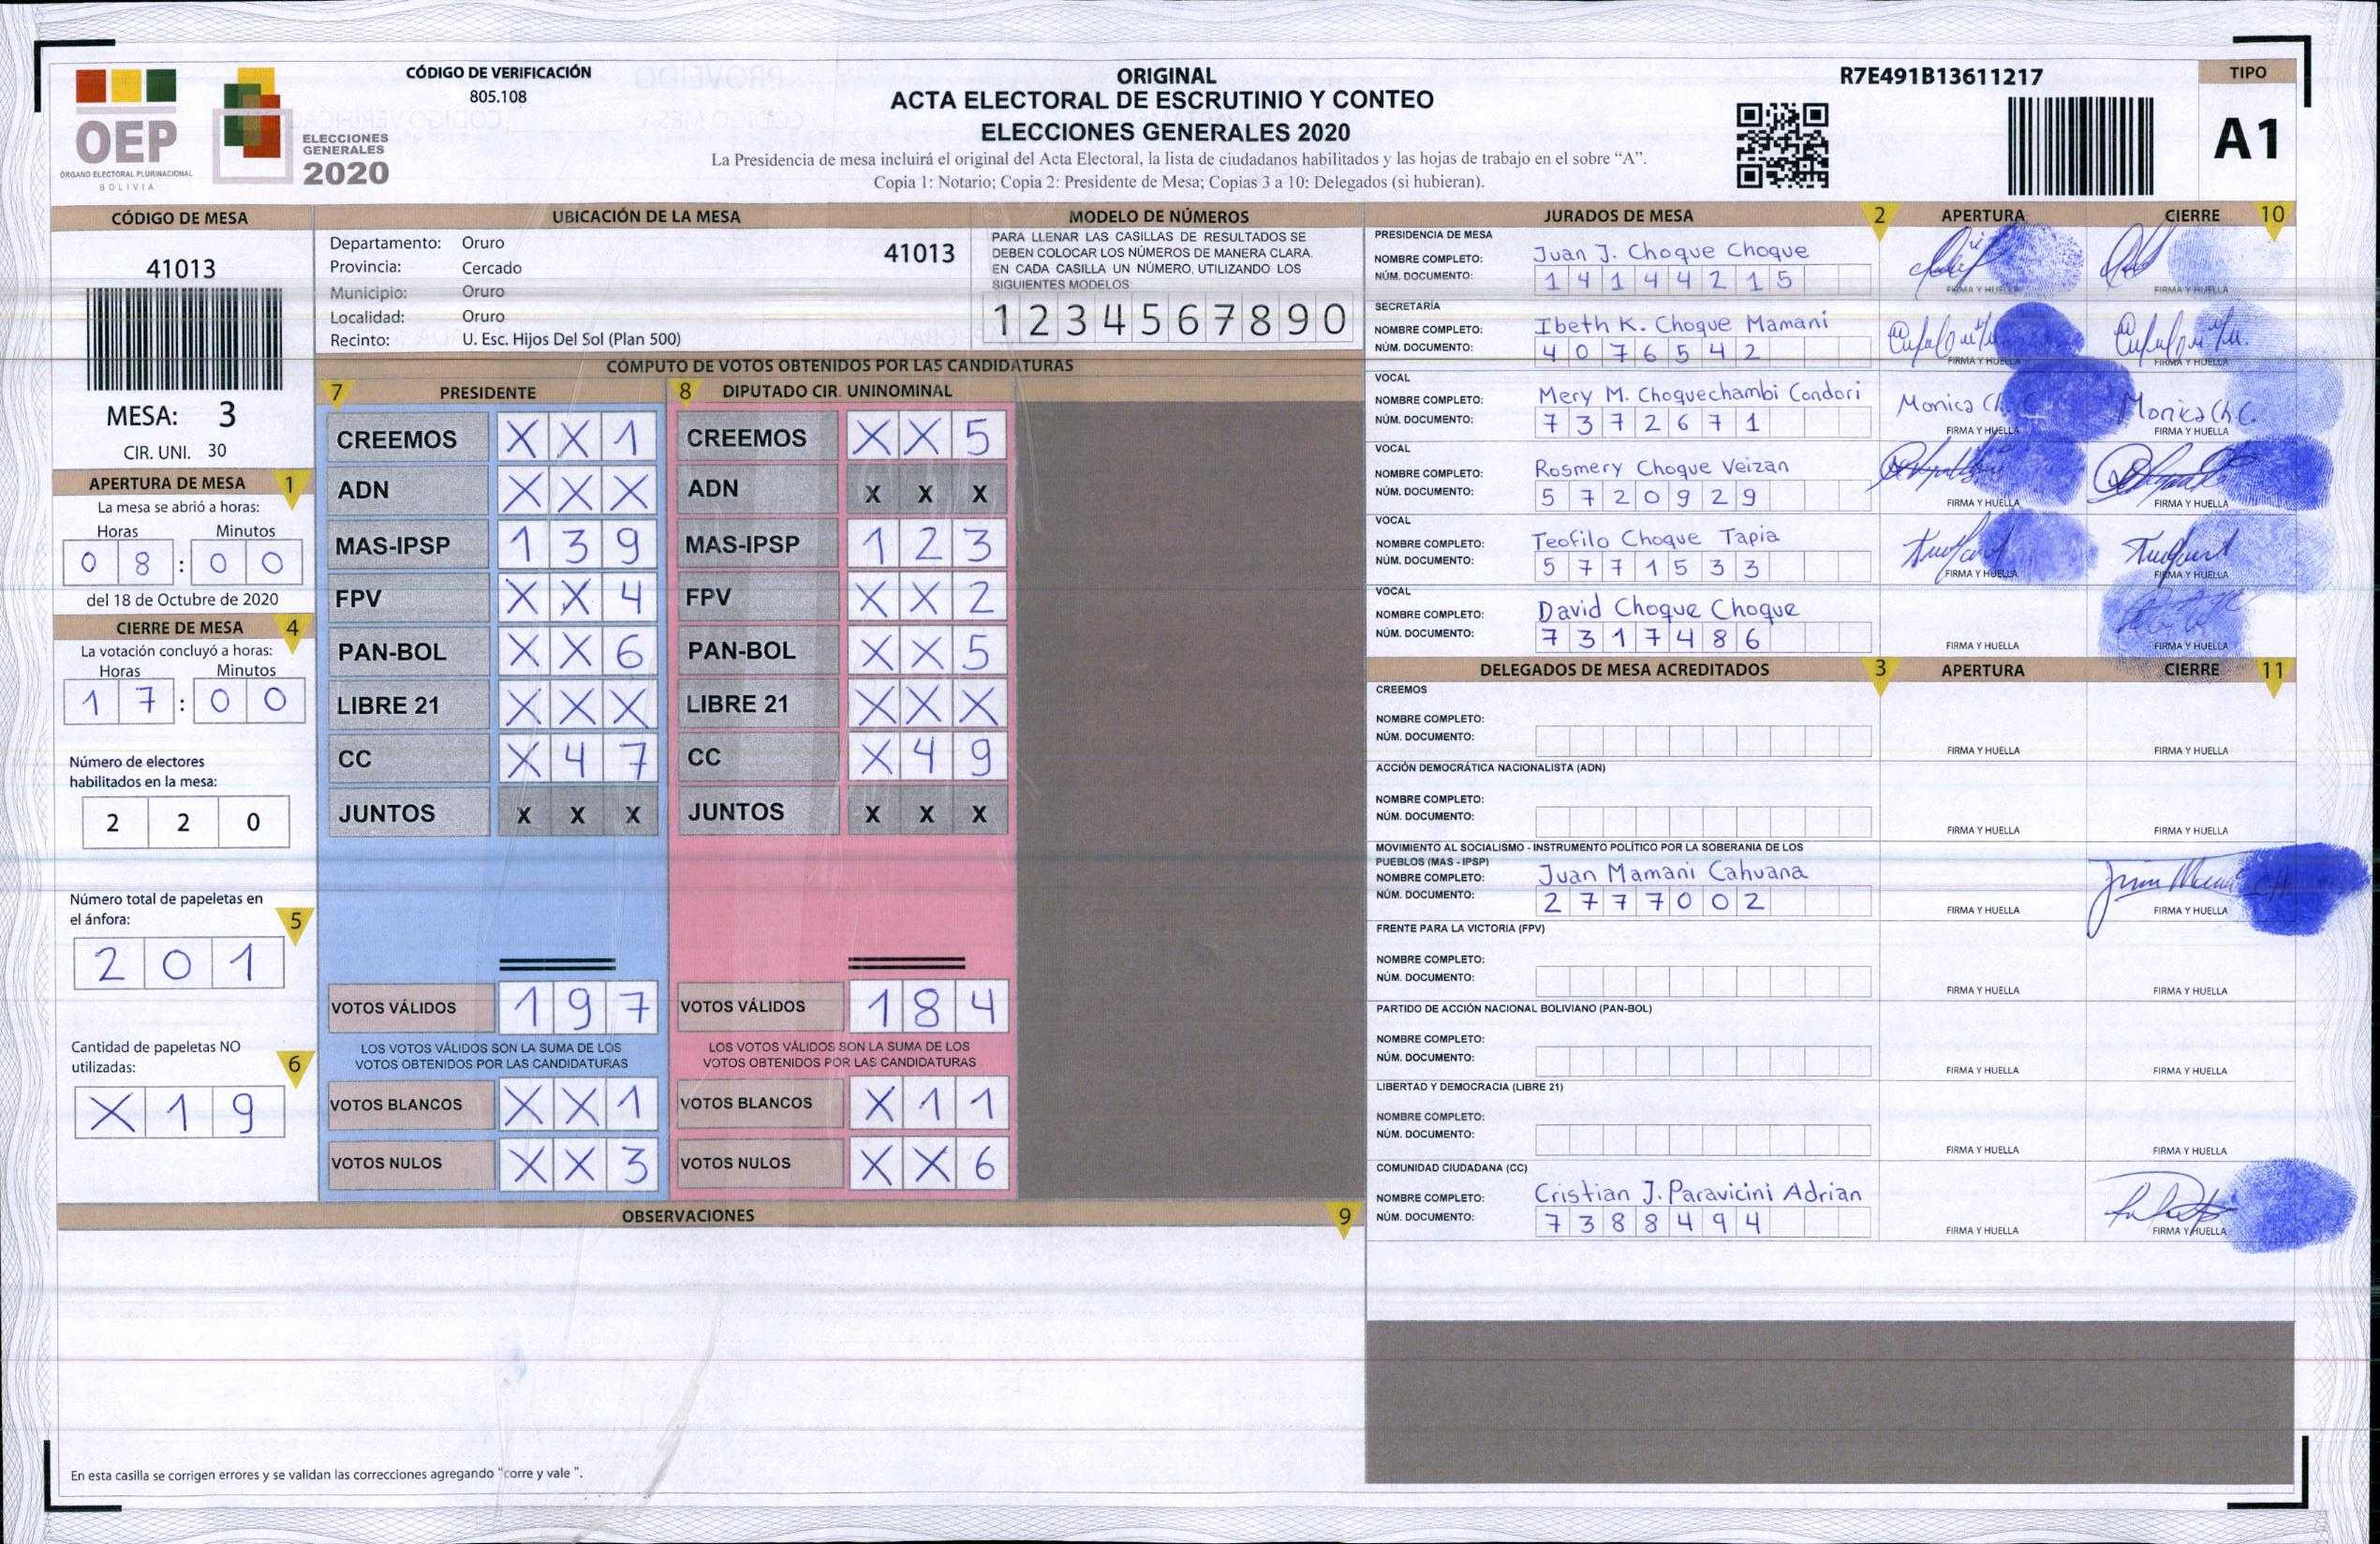 CÓDIGO DE VERIFICACIÓN
805.108
OEP
ÓRGANO ELECTORAL PLURINACIONAL
BOLIVIA
ELECCIONES
GENERALES
2020
ORIGINAL
ACTA ELECTORAL DE ESCRUTINIO Y CONTEO
ELECCIONES GENERALES 2020
La Presidencia de mesa incluirá el original del Acta Electoral, la lista de ciudadanos habilitados y las hojas de trabajo en el sobre “A”.
Copia 1: Notario; Copia 2: Presidente de Mesa; Copias 3 a 10: Delegados (si hubieran).
R7E491B13611217
TIPO
A1
CÓDIGO DE MESA
41013
MESA: 3
CIR. UNI. 30
APERTURA DE MESA 1
La mesa se abrió a horas:
Horas Minutos
0 8 : 0 0
del 18 de Octubre de 2020
CIERRE DE MESA 4
La votación concluyó a horas:
Horas Minutos
1 7 : 0 0
Número de electores
habilitados en la mesa:
2 2 0
Número total de papeletas en
el ánfora: 5
2 0 1
Cantidad de papeletas NO
utilizadas: 6
X 1 9
UBICACIÓN DE LA MESA
Departamento: Oruro 41013
Provincia: Cercado
Municipio: Oruro
Localidad: Oruro
Recinto: U. Esc. Hijos Del Sol (Plan 500)
MODELO DE NÚMEROS
PARA LLENAR LAS CASILLAS DE RESULTADOS SE
DEBEN COLOCAR LOS NÚMEROS DE MANERA CLARA.
EN CADA CASILLA UN NÚMERO, UTILIZANDO LOS
SIGUIENTES MODELOS:
1 2 3 4 5 6 7 8 9 0
CÓMPUTO DE VOTOS OBTENIDOS POR LAS CANDIDATURAS
7 PRESIDENTE
CREEMOS X X 1
ADN X X X
MAS-IPSP 1 3 9
FPV X X 4
PAN-BOL X X 6
LIBRE 21 X X X
CC X 4 7
JUNTOS X X X
VOTOS VÁLIDOS 1 9 7
LOS VOTOS VÁLIDOS SON LA SUMA DE LOS
VOTOS OBTENIDOS POR LAS CANDIDATURAS
VOTOS BLANCOS X X 1
VOTOS NULOS X X 3
8 DIPUTADO CIR. UNINOMINAL
CREEMOS X X 5
ADN X X X
MAS-IPSP 1 2 3
FPV X X 2
PAN-BOL X X 5
LIBRE 21 X X X
CC X 4 9
JUNTOS X X X
VOTOS VÁLIDOS 1 8 4
LOS VOTOS VÁLIDOS SON LA SUMA DE LOS
VOTOS OBTENIDOS POR LAS CANDIDATURAS
VOTOS BLANCOS X 1 1
VOTOS NULOS X X 6
OBSERVACIONES 9
En esta casilla se corrigen errores y se validan las correcciones agregando “corre y vale ”.
JURADOS DE MESA 2 APERTURA CIERRE 10
PRESIDENCIA DE MESA
NOMBRE COMPLETO: Juan J. Choque Choque
NÚM. DOCUMENTO: 1 4 1 4 4 2 1 5
FIRMA Y HUELLA FIRMA Y HUELLA
SECRETARÍA
NOMBRE COMPLETO: Ibeth K. Choque Mamani
NÚM. DOCUMENTO: 4 0 7 6 5 4 2
FIRMA Y HUELLA FIRMA Y HUELLA
VOCAL
NOMBRE COMPLETO: Mery M. Choquechambi Condori
NÚM. DOCUMENTO: 7 3 7 2 6 7 1
Monica Ch. C. Monica Ch. C.
FIRMA Y HUELLA FIRMA Y HUELLA
VOCAL
NOMBRE COMPLETO: Rosmery Choque Veizan
NÚM. DOCUMENTO: 5 7 2 0 9 2 9
FIRMA Y HUELLA FIRMA Y HUELLA
VOCAL
NOMBRE COMPLETO: Teofilo Choque Tapia
NÚM. DOCUMENTO: 5 7 7 1 5 3 3
FIRMA Y HUELLA FIRMA Y HUELLA
VOCAL
NOMBRE COMPLETO: David Choque Choque
NÚM. DOCUMENTO: 7 3 1 7 4 8 6
FIRMA Y HUELLA FIRMA Y HUELLA
DELEGADOS DE MESA ACREDITADOS 3 APERTURA CIERRE 11
CREEMOS
NOMBRE COMPLETO:
NÚM. DOCUMENTO:
FIRMA Y HUELLA FIRMA Y HUELLA
ACCIÓN DEMOCRÁTICA NACIONALISTA (ADN)
NOMBRE COMPLETO:
NÚM. DOCUMENTO:
FIRMA Y HUELLA FIRMA Y HUELLA
MOVIMIENTO AL SOCIALISMO - INSTRUMENTO POLÍTICO POR LA SOBERANIA DE LOS
PUEBLOS (MAS - IPSP)
NOMBRE COMPLETO: Juan Mamani Cahuana
NÚM. DOCUMENTO: 2 7 7 7 0 0 2
FIRMA Y HUELLA FIRMA Y HUELLA
FRENTE PARA LA VICTORIA (FPV)
NOMBRE COMPLETO:
NÚM. DOCUMENTO:
FIRMA Y HUELLA FIRMA Y HUELLA
PARTIDO DE ACCIÓN NACIONAL BOLIVIANO (PAN-BOL)
NOMBRE COMPLETO:
NÚM. DOCUMENTO:
FIRMA Y HUELLA FIRMA Y HUELLA
LIBERTAD Y DEMOCRACIA (LIBRE 21)
NOMBRE COMPLETO:
NÚM. DOCUMENTO:
FIRMA Y HUELLA FIRMA Y HUELLA
COMUNIDAD CIUDADANA (CC)
NOMBRE COMPLETO: Cristian J. Paravicini Adrian
NÚM. DOCUMENTO: 7 3 8 8 4 9 4
FIRMA Y HUELLA FIRMA Y HUELLA